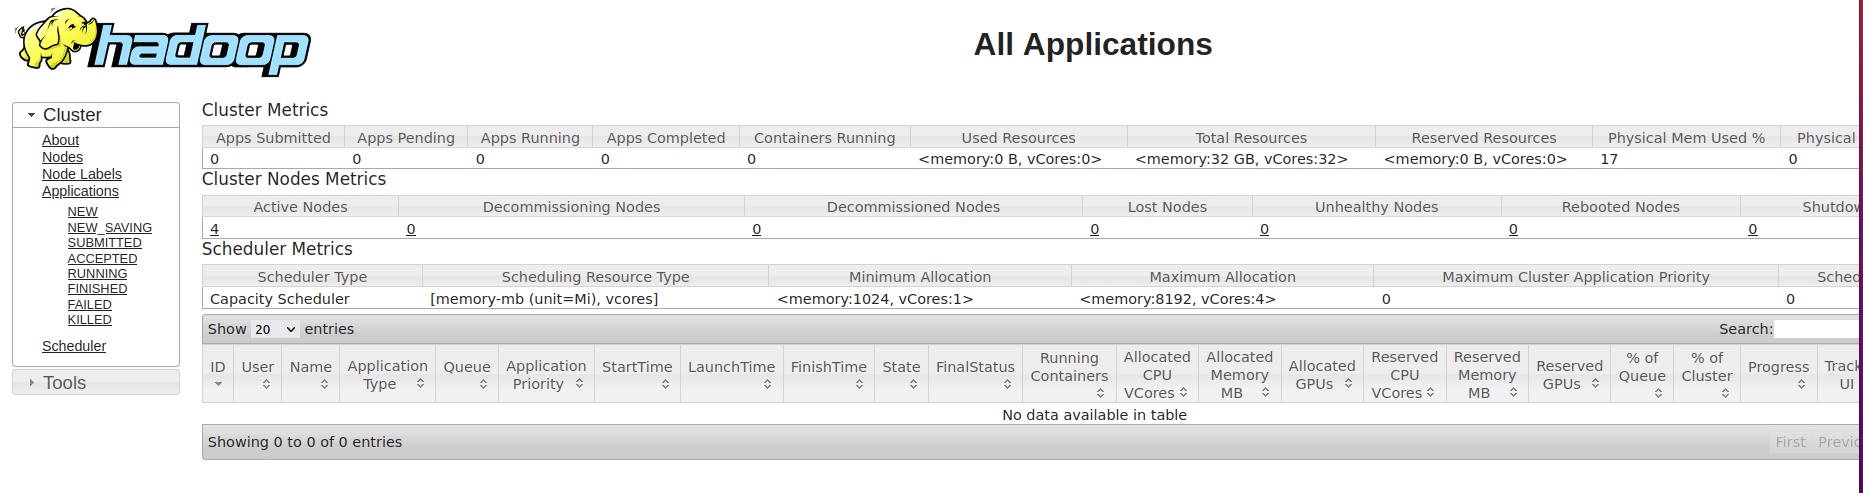 hadoop
All Applications
Cluster
About
Nodes
Node Labels
Applications
NEW
NEW_SAVING
SUBMITTED
ACCEPTED
RUNNING
FINISHED
FAILED
KILLED
Scheduler
Tools
Cluster Metrics
Apps Submitted Apps Pending Apps Running Apps Completed Containers Running Used Resources Total Resources Reserved Resources Physical Mem Used % Physical
0 0 0 0 0 <memory:0 B, vCores:0> <memory:32 GB, vCores:32> <memory:0 B, vCores:0> 17 0
Cluster Nodes Metrics
Active Nodes Decommissioning Nodes Decommissioned Nodes Lost Nodes Unhealthy Nodes Rebooted Nodes Shutdow
4 0 0 0 0 0 0
Scheduler Metrics
Scheduler Type Scheduling Resource Type Minimum Allocation Maximum Allocation Maximum Cluster Application Priority Sched
Capacity Scheduler [memory-mb (unit=Mi), vcores] <memory:1024, vCores:1> <memory:8192, vCores:4> 0 0
Show 20 entries Search:
ID User Name Application Type Queue Application Priority StartTime LaunchTime FinishTime State FinalStatus Running Containers Allocated CPU VCores Allocated Memory MB Allocated GPUs Reserved CPU VCores Reserved Memory MB Reserved GPUs % of Queue % of Cluster Progress Track UI
No data available in table
Showing 0 to 0 of 0 entries First Previo